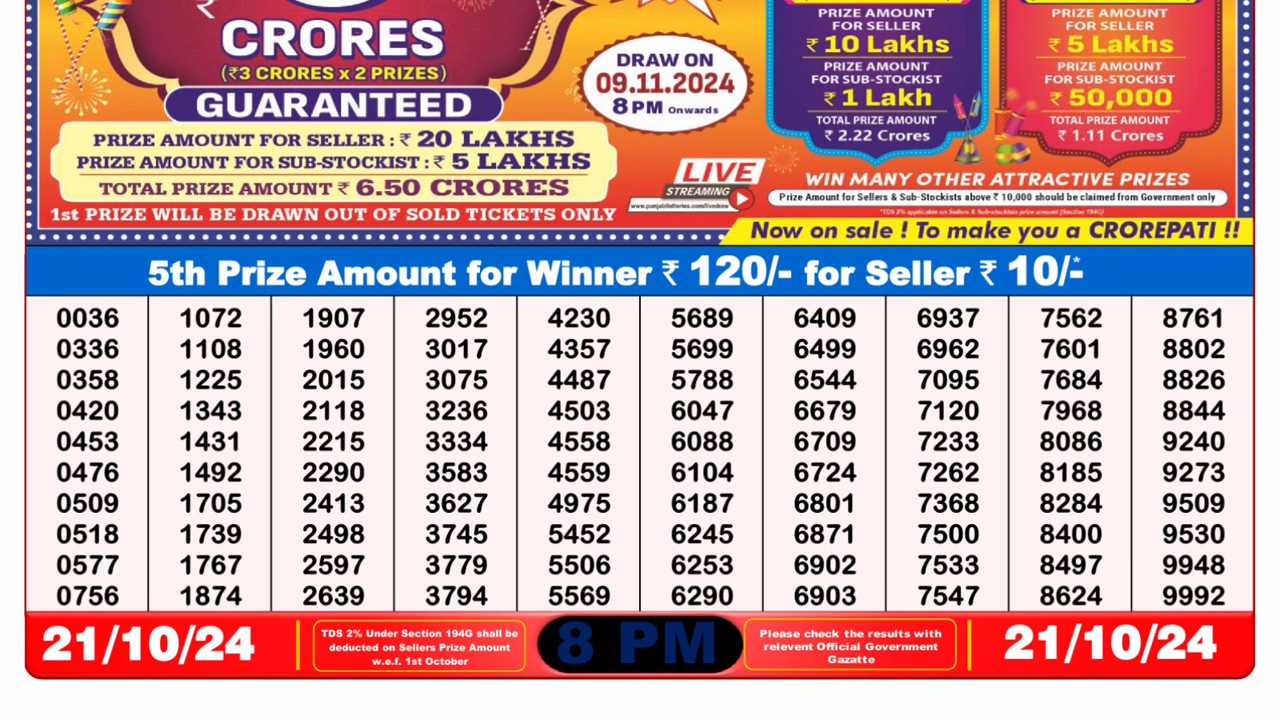 ₹
CRORES
(₹3 CRORES x 2 PRIZES)
GUARANTEED
PRIZE AMOUNT FOR SELLER : ₹ 20 LAKHS
PRIZE AMOUNT FOR SUB-STOCKIST : ₹ 5 LAKHS
TOTAL PRIZE AMOUNT ₹ 6.50 CRORES
1st PRIZE WILL BE DRAWN OUT OF SOLD TICKETS ONLY
DRAW ON
09.11.2024
8 PM Onwards
LIVE
STREAMING
www.punjablotteries.com/livedraw
PRIZE AMOUNT
FOR SELLER
₹ 10 Lakhs
PRIZE AMOUNT
FOR SUB-STOCKIST
₹ 1 Lakh
TOTAL PRIZE AMOUNT
₹ 2.22 Crores
PRIZE AMOUNT
FOR SELLER
₹ 5 Lakhs
PRIZE AMOUNT
FOR SUB-STOCKIST
₹ 50,000
TOTAL PRIZE AMOUNT
₹ 1.11 Crores
WIN MANY OTHER ATTRACTIVE PRIZES
Prize Amount for Sellers & Sub-Stockists above ₹ 10,000 should be claimed from Government only
*TDS 2% applicable on Sellers & Sub-stockists prize amount (Section 194G)
Now on sale ! To make you a CROREPATI !!
5th Prize Amount for Winner ₹ 120/- for Seller ₹ 10/-*
0036 1072 1907 2952 4230 5689 6409 6937 7562 8761
0336 1108 1960 3017 4357 5699 6499 6962 7601 8802
0358 1225 2015 3075 4487 5788 6544 7095 7684 8826
0420 1343 2118 3236 4503 6047 6679 7120 7968 8844
0453 1431 2215 3334 4558 6088 6709 7233 8086 9240
0476 1492 2290 3583 4559 6104 6724 7262 8185 9273
0509 1705 2413 3627 4975 6187 6801 7368 8284 9509
0518 1739 2498 3745 5452 6245 6871 7500 8400 9530
0577 1767 2597 3779 5506 6253 6902 7533 8497 9948
0756 1874 2639 3794 5569 6290 6903 7547 8624 9992
21/10/24
TDS 2% Under Section 194G shall be
deducted on Sellers Prize Amount
w.e.f. 1st October
8 PM
Please check the results with
relevent Official Government
Gazatte
21/10/24